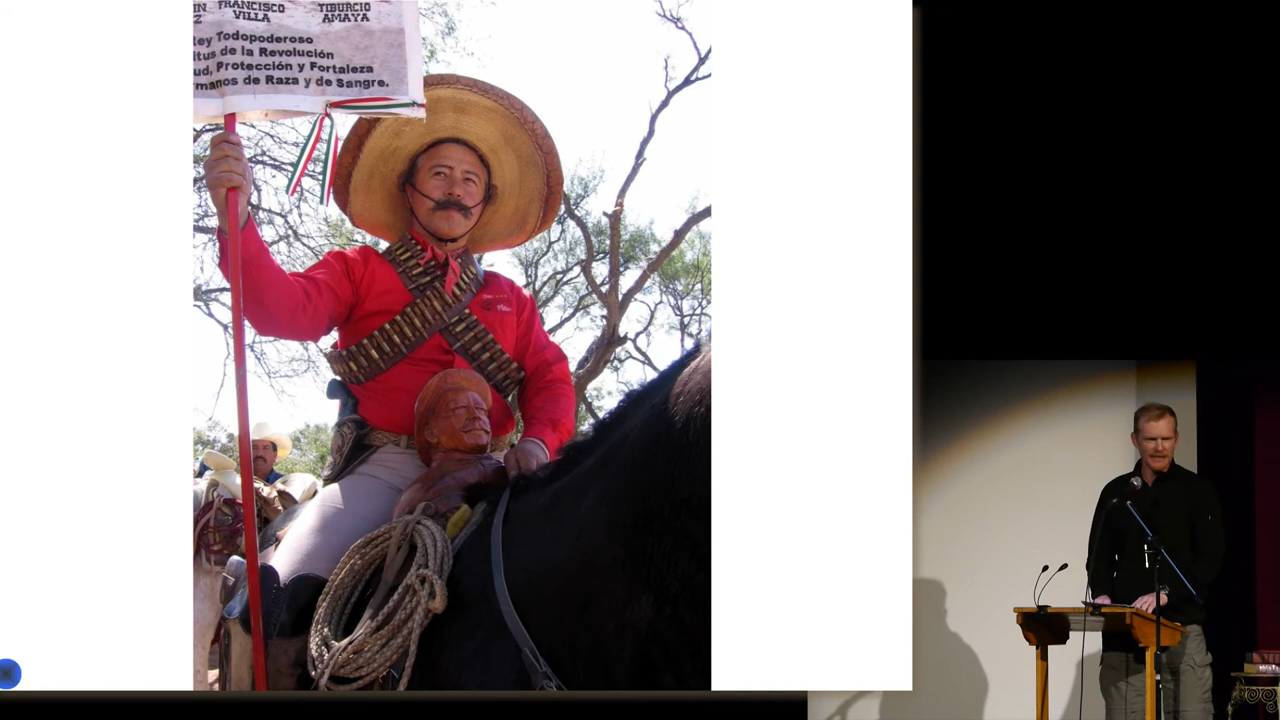 FRANCISCO TIBURCIO
VILLA AMAYA
Todopoderoso
de la Revolución
Protección y Fortaleza
de Raza y de Sangre.